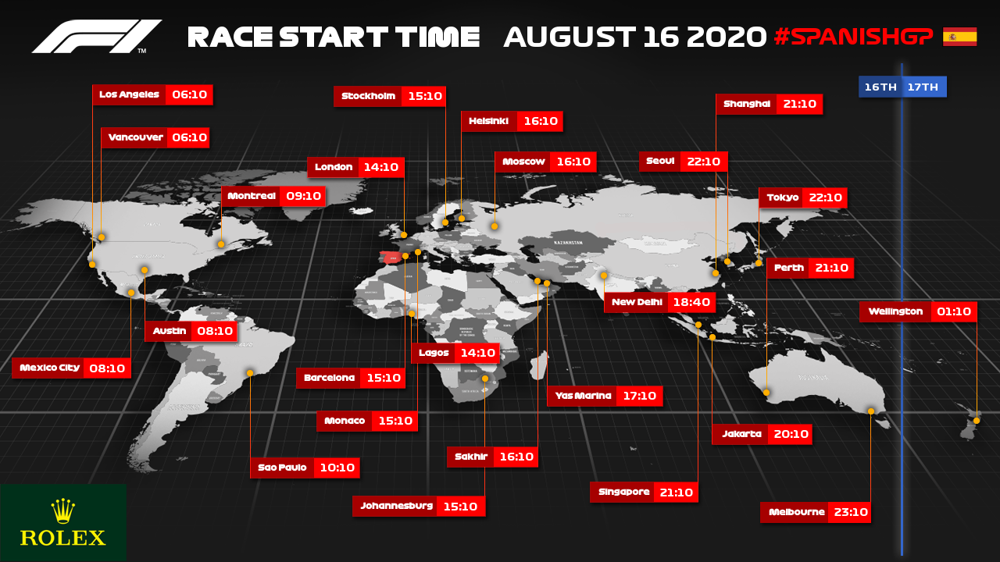 F1 TM
RACE START TIME AUGUST 16 2020 #SPANISHGP
16TH 17TH
Los Angeles 06:10
Stockholm 15:10
Shanghai 21:10
Helsinki 16:10
Vancouver 06:10
London 14:10
Moscow 16:10
Seoul 22:10
Montreal 09:10
Tokyo 22:10
KAZAKHSTAN
Perth 21:10
New Delhi 18:40
Wellington 01:10
Austin 08:10
Lagos 14:10
Mexico City 08:10
Barcelona 15:10
Yas Marina 17:10
Monaco 15:10
Jakarta 20:10
Sakhir 16:10
Sao Paulo 10:10
Singapore 21:10
Johannesburg 15:10
Melbourne 23:10
ROLEX